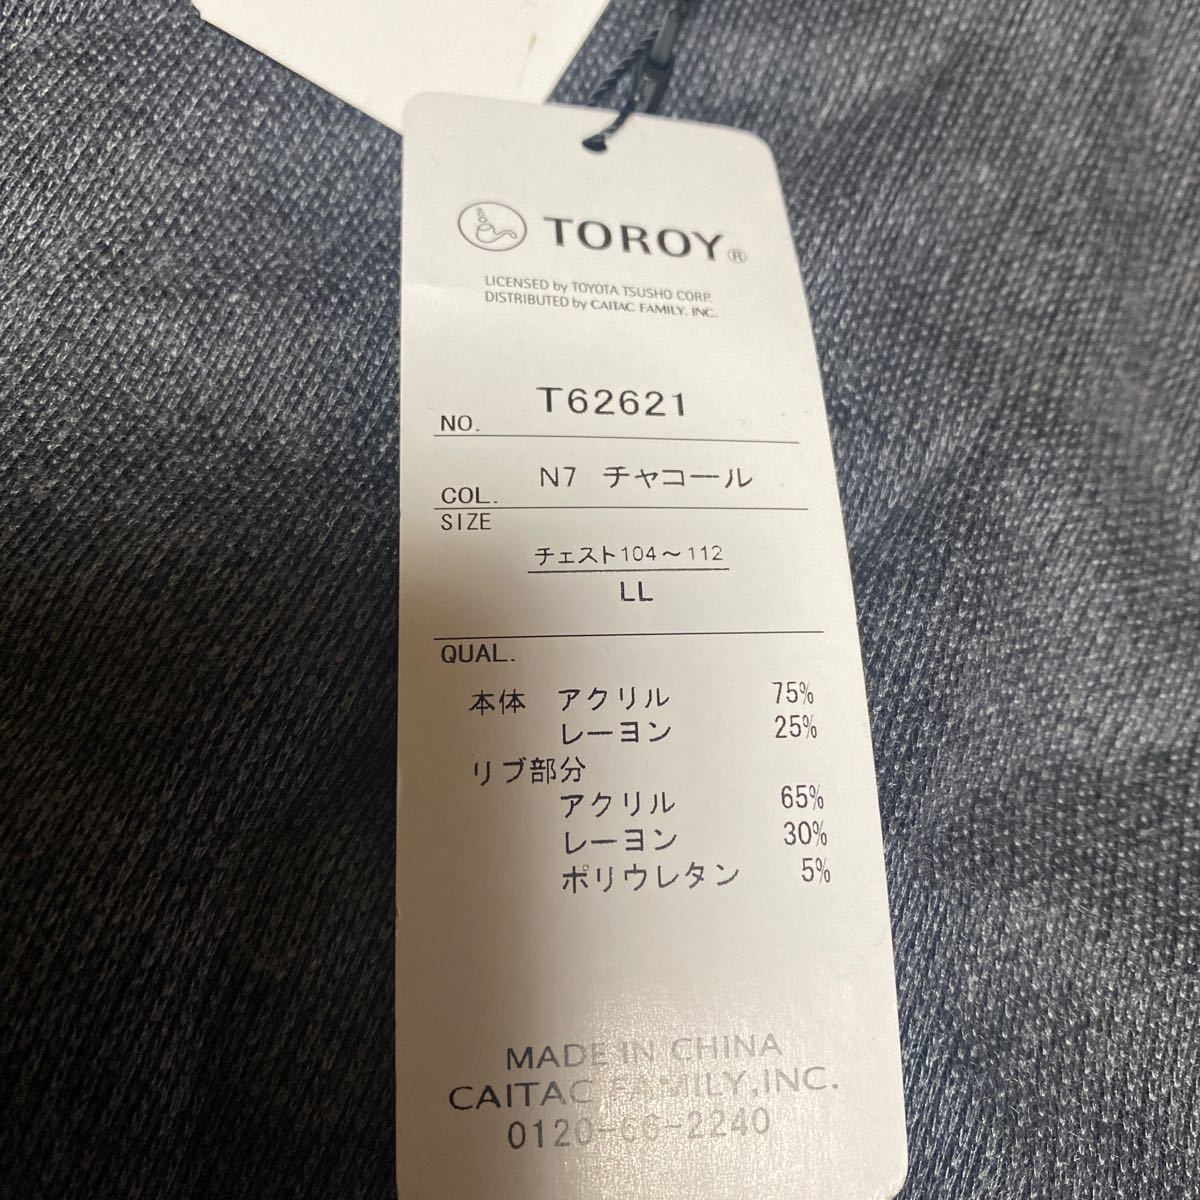 TOROY®
LICENSED by TOYOTA TSUSHO CORP.
DISTRIBUTED by CAITAC FAMILY, INC.
NO. T62621
COL. N7 チャコール
SIZE
チェスト104～112
LL
QUAL.
本体 アクリル 75%
レーヨン 25%
リブ部分
アクリル 65%
レーヨン 30%
ポリウレタン 5%
MADE IN CHINA
CAITAC FAMILY,INC.
0120-66-2240